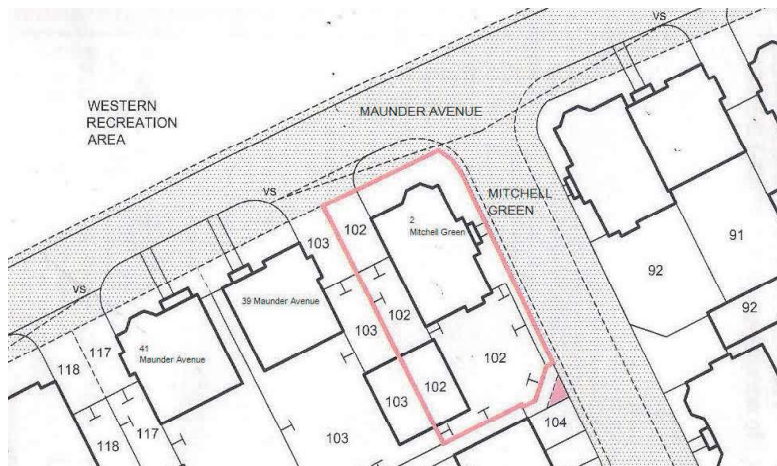 vs
WESTERN
RECREATION
AREA
MAUNDER AVENUE
vs
MITCHELL
GREEN
2
Mitchell Green
102
103
91
92
vs
39 Maunder Avenue
92
41
Maunder Avenue
102
103
117
118
102
102
103
104
103
117
118